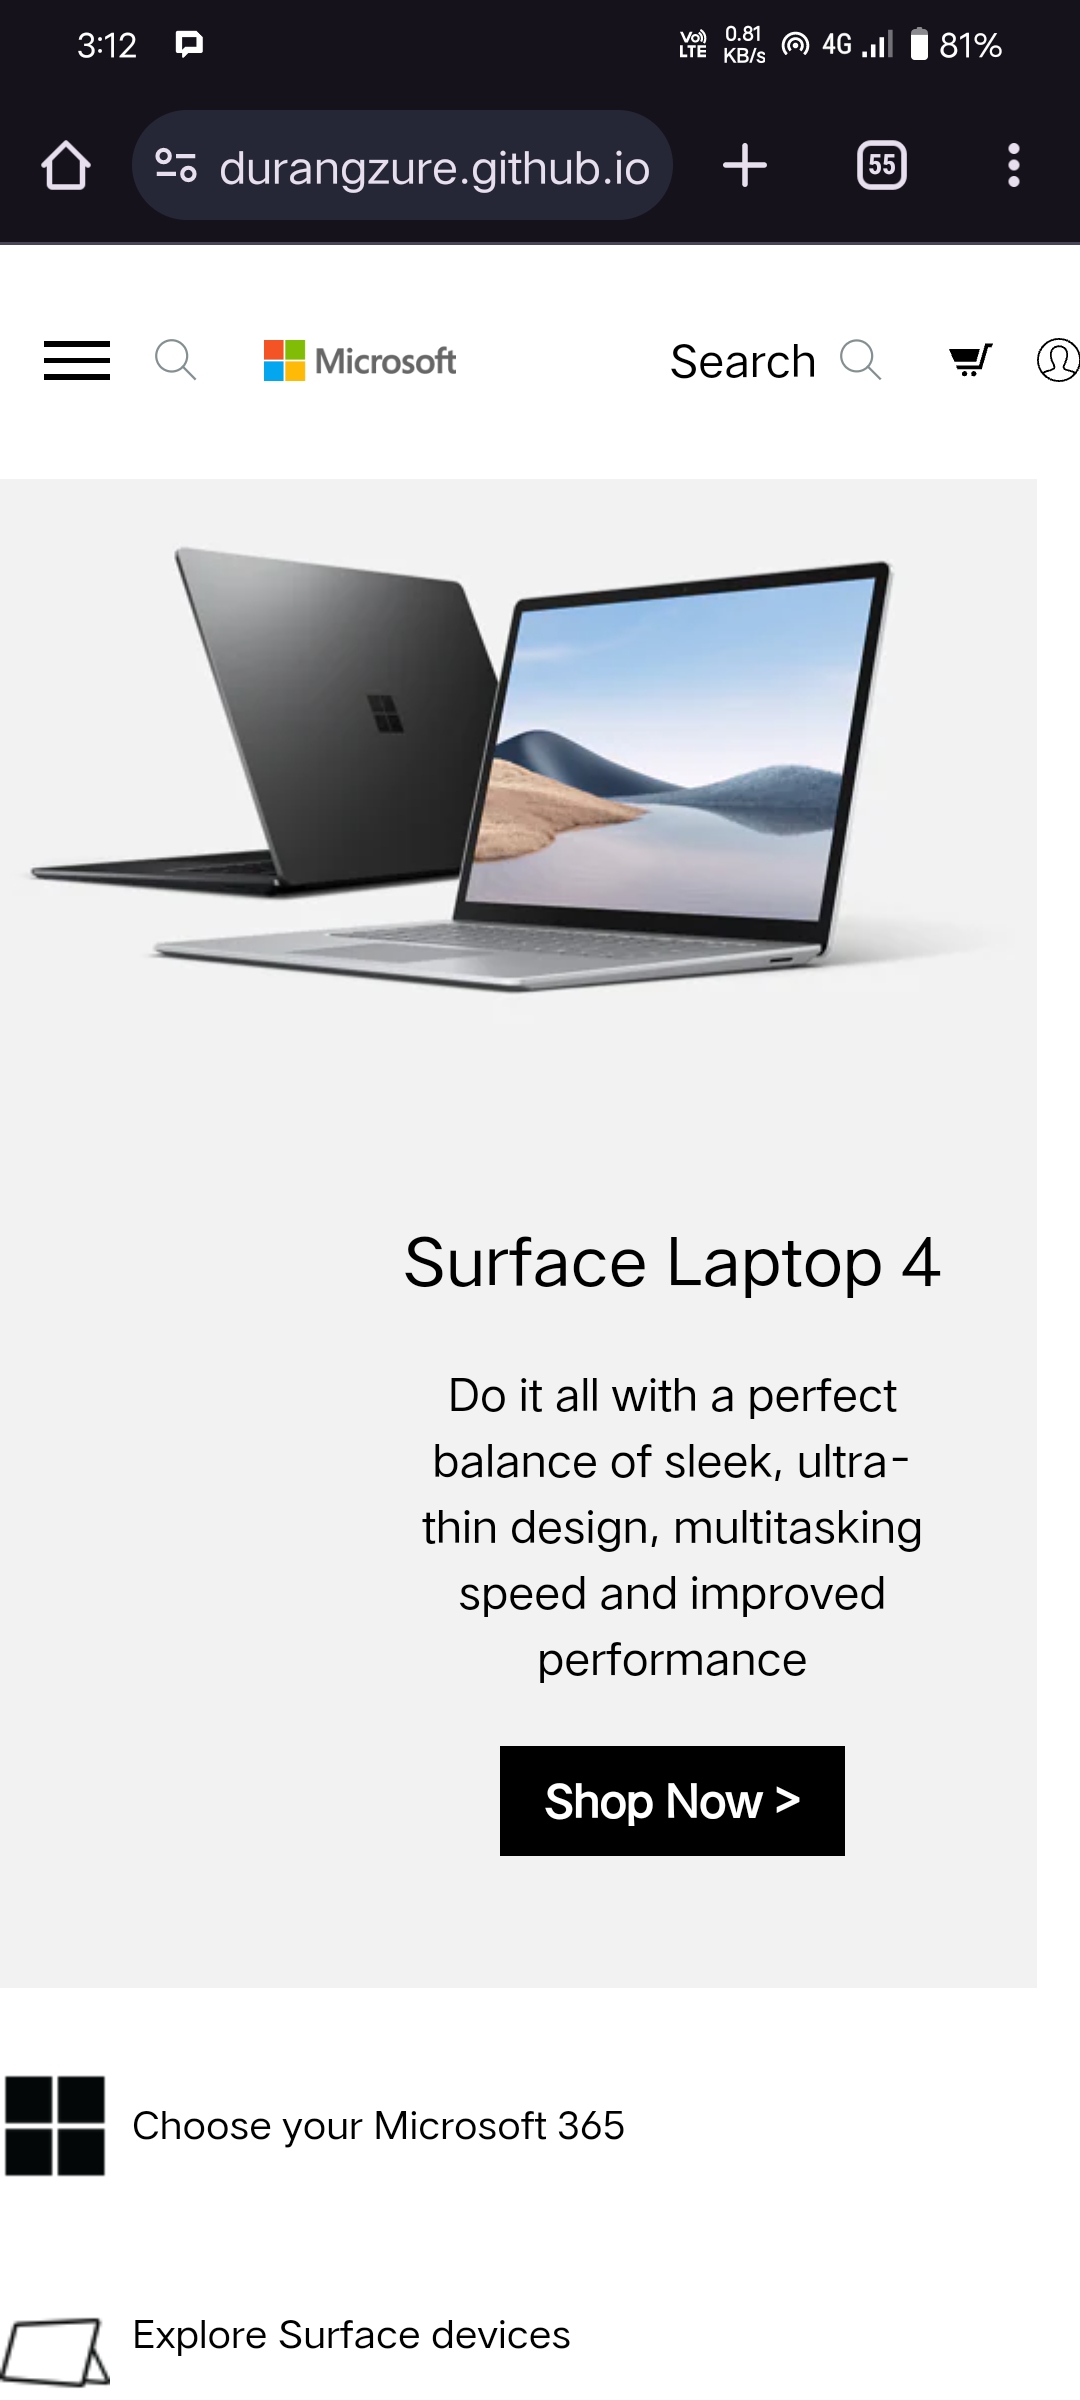 3:12
Vo)) LTE
0.81 KB/s
4G
81%
durangzure.github.io
55
Microsoft
Search
Surface Laptop 4
Do it all with a perfect
balance of sleek, ultra-
thin design, multitasking
speed and improved
performance
Shop Now >
Choose your Microsoft 365
Explore Surface devices